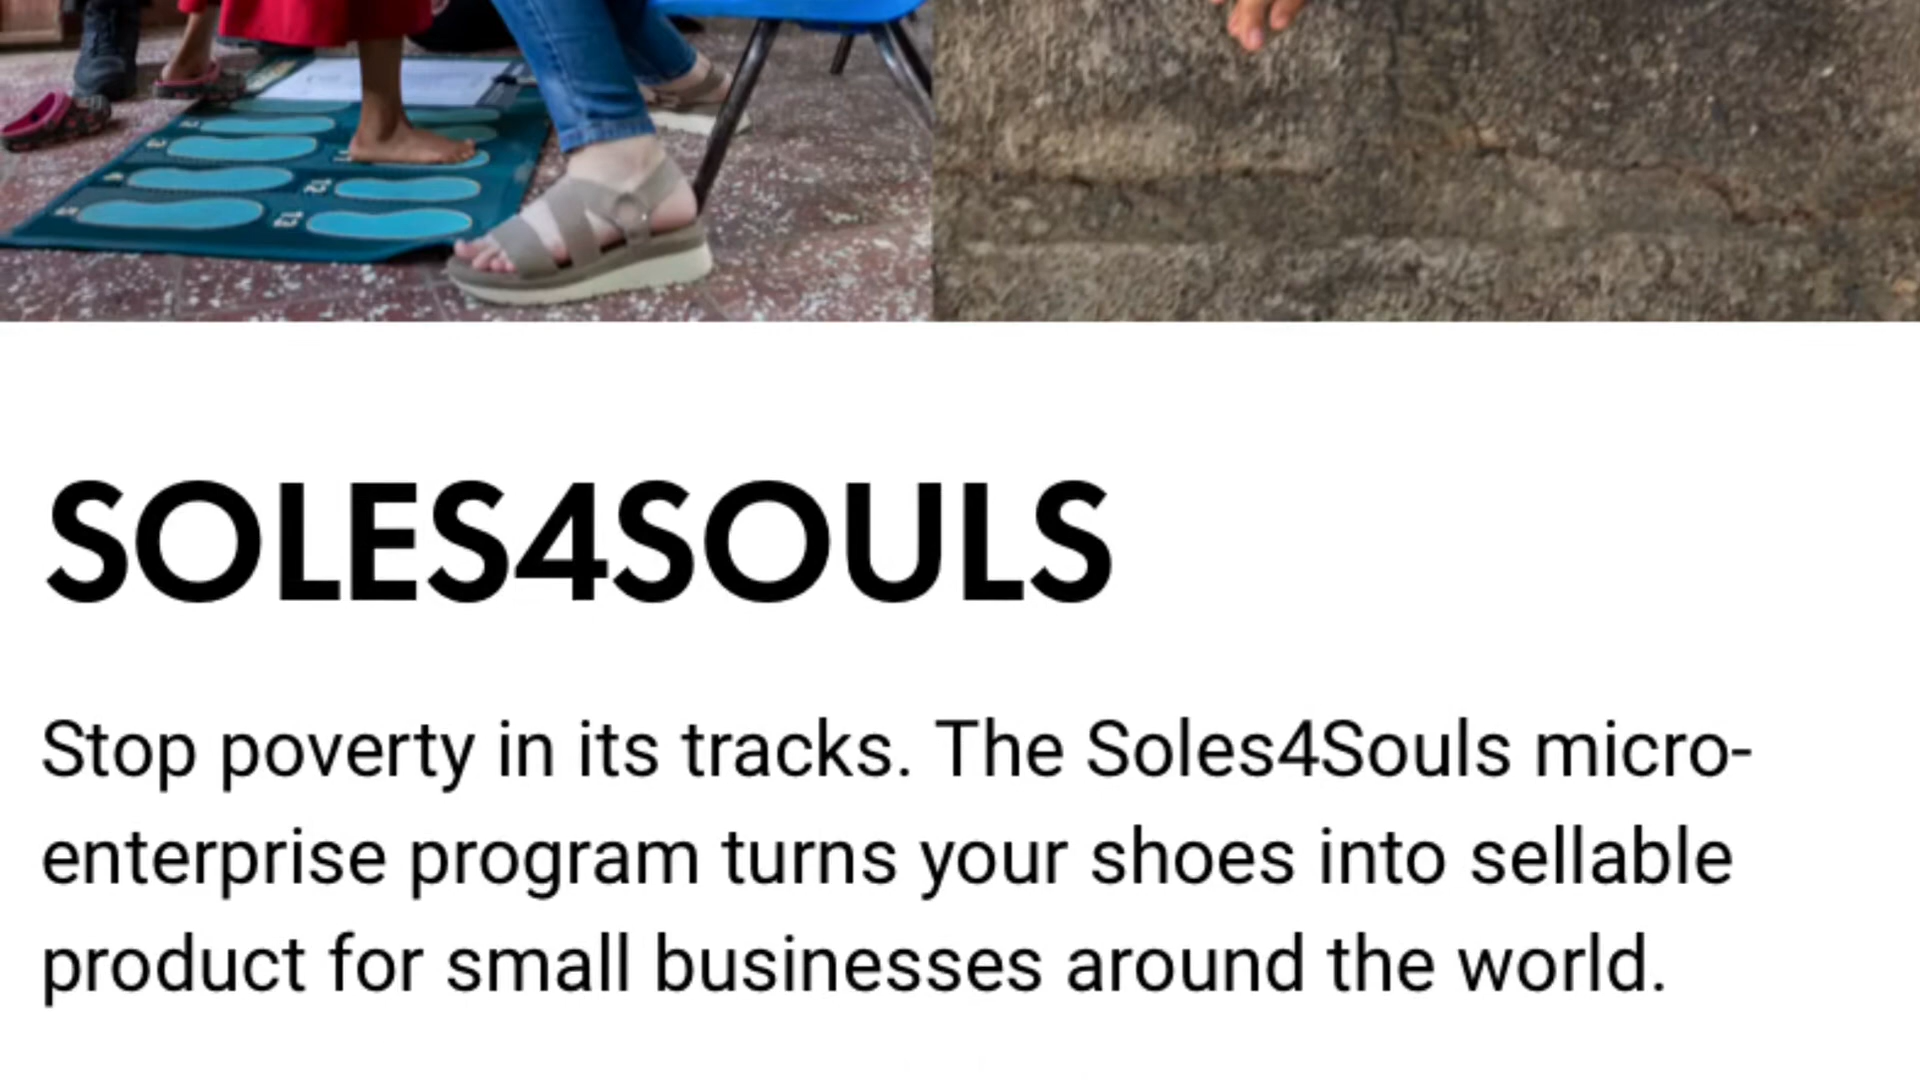 SOLES4SOULS
Stop poverty in its tracks. The Soles4Souls micro-
enterprise program turns your shoes into sellable
product for small businesses around the world.